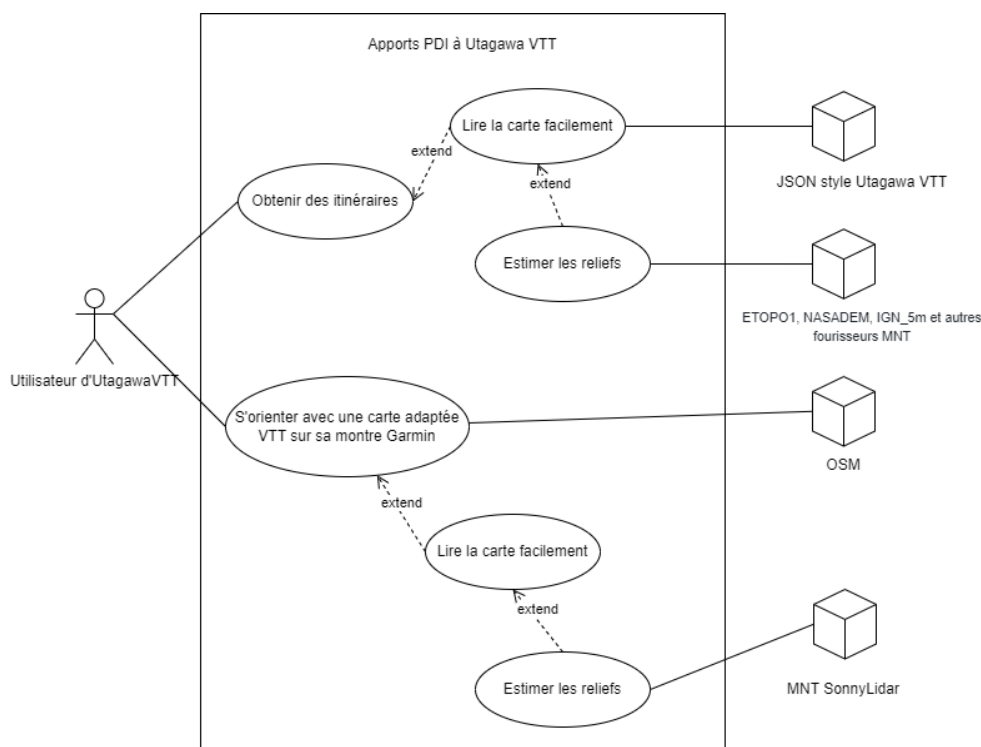 Apports PDI à Utagawa VTT
Lire la carte facilement
extend
JSON style Utagawa VTT
extend
Obtenir des itinéraires
Estimer les reliefs
ETOPO1, NASADEM, IGN_5m et autres
fourisseurs MNT
Utilisateur d'UtagawaVTT
S'orienter avec une carte adaptée
VTT sur sa montre Garmin
OSM
extend
Lire la carte facilement
extend
Estimer les reliefs
MNT SonnyLidar